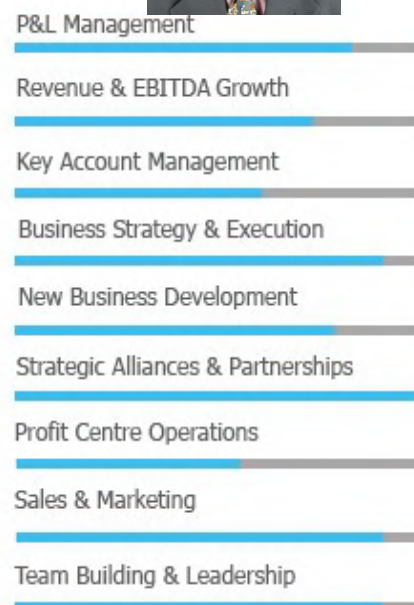 P&L Management
Revenue & EBITDA Growth
Key Account Management
Business Strategy & Execution
New Business Development
Strategic Alliances & Partnerships
Profit Centre Operations
Sales & Marketing
Team Building & Leadership